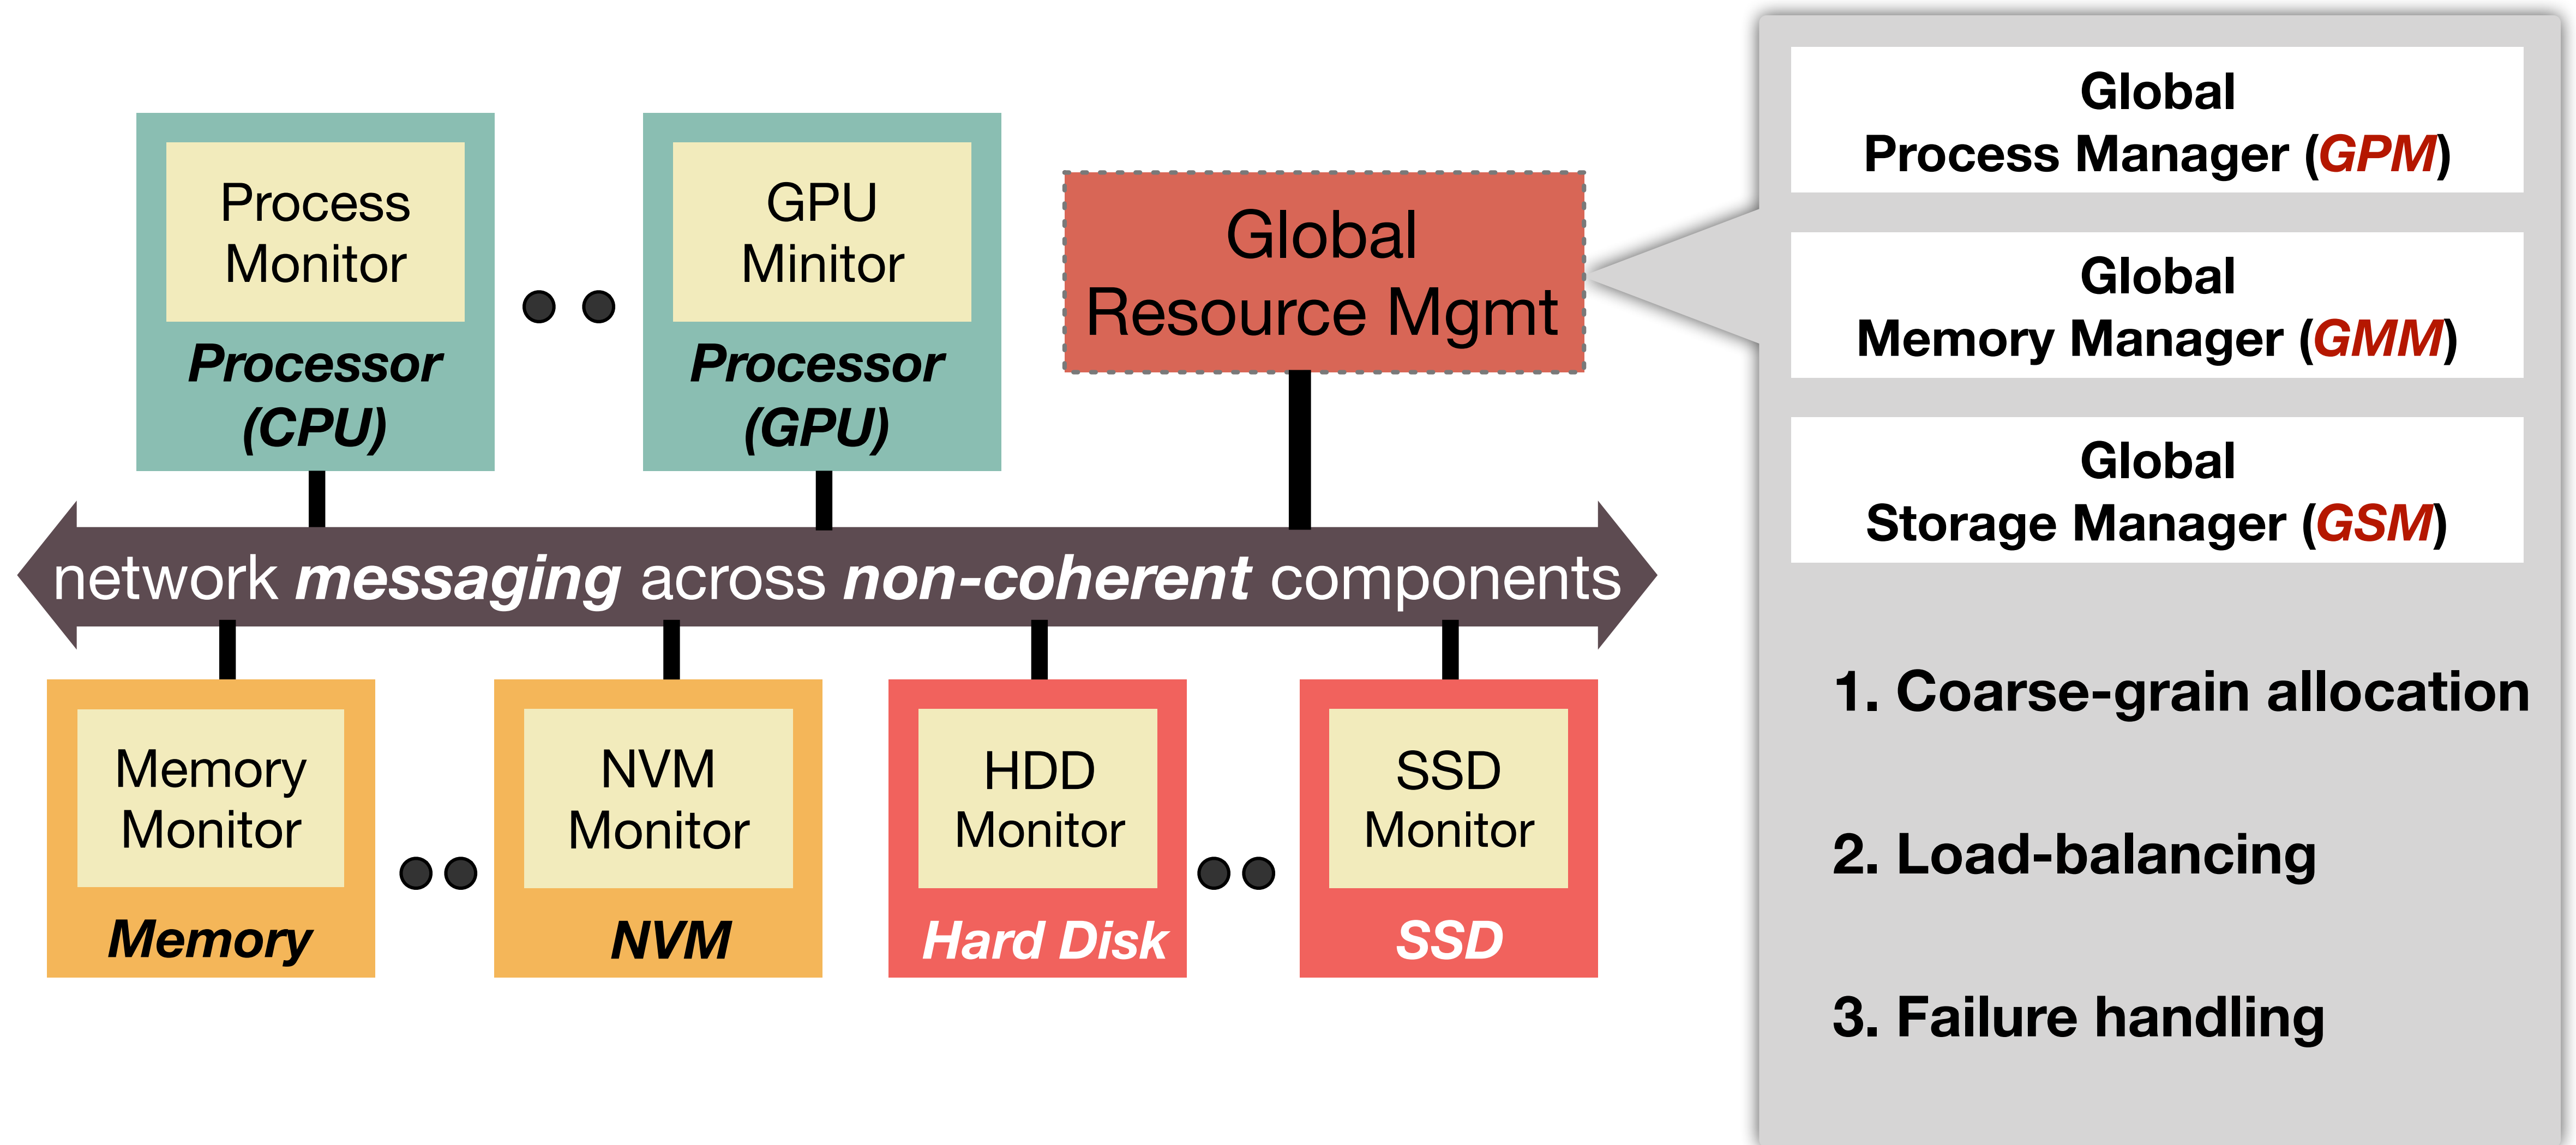 Process
Monitor
Processor
(CPU)
GPU
Minitor
Processor
(GPU)
Global
Resource Mgmt
network messaging across non-coherent components
Memory
Monitor
Memory
NVM
Monitor
NVM
HDD
Monitor
Hard Disk
SSD
Monitor
SSD
Global
Process Manager (GPM)
Global
Memory Manager (GMM)
Global
Storage Manager (GSM)
1. Coarse-grain allocation
2. Load-balancing
3. Failure handling